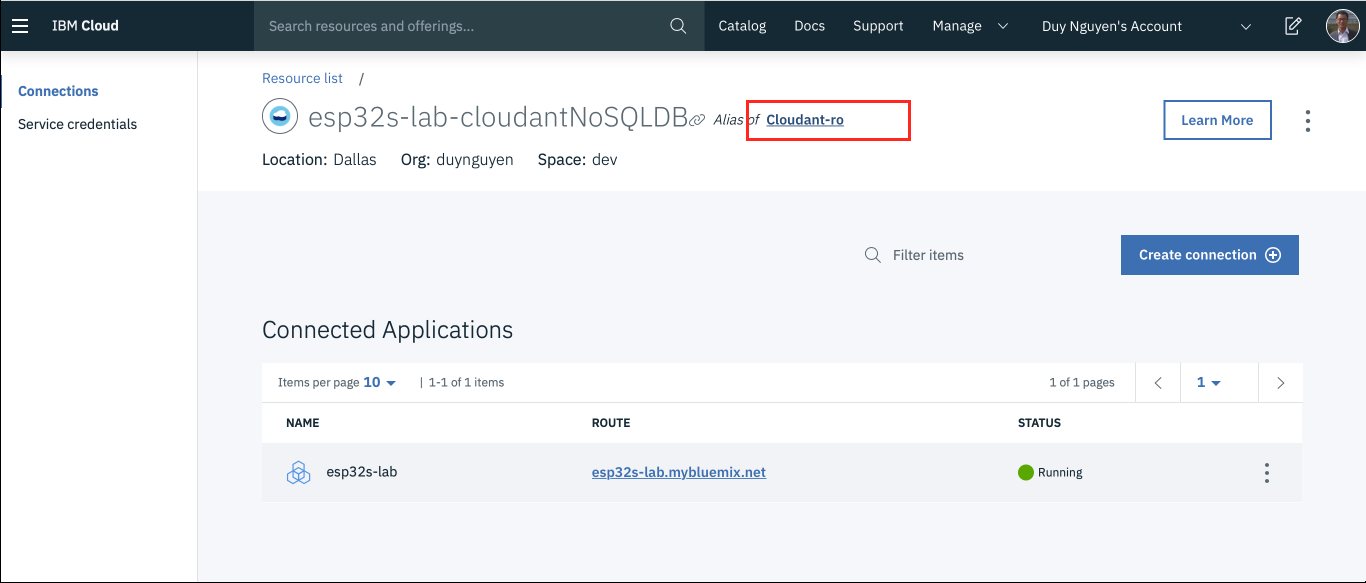 IBM Cloud Search resources and offerings... Catalog Docs Support Manage Duy Nguyen's Account
Connections
Service credentials
Resource list /
esp32s-lab-cloudantNoSQLDB Alias of Cloudant-ro
Learn More
Location: Dallas Org: duynguyen Space: dev
Filter items
Create connection
Connected Applications
Items per page 10 | 1-1 of 1 items 1 of 1 pages 1
NAME ROUTE STATUS
esp32s-lab esp32s-lab.mybluemix.net Running